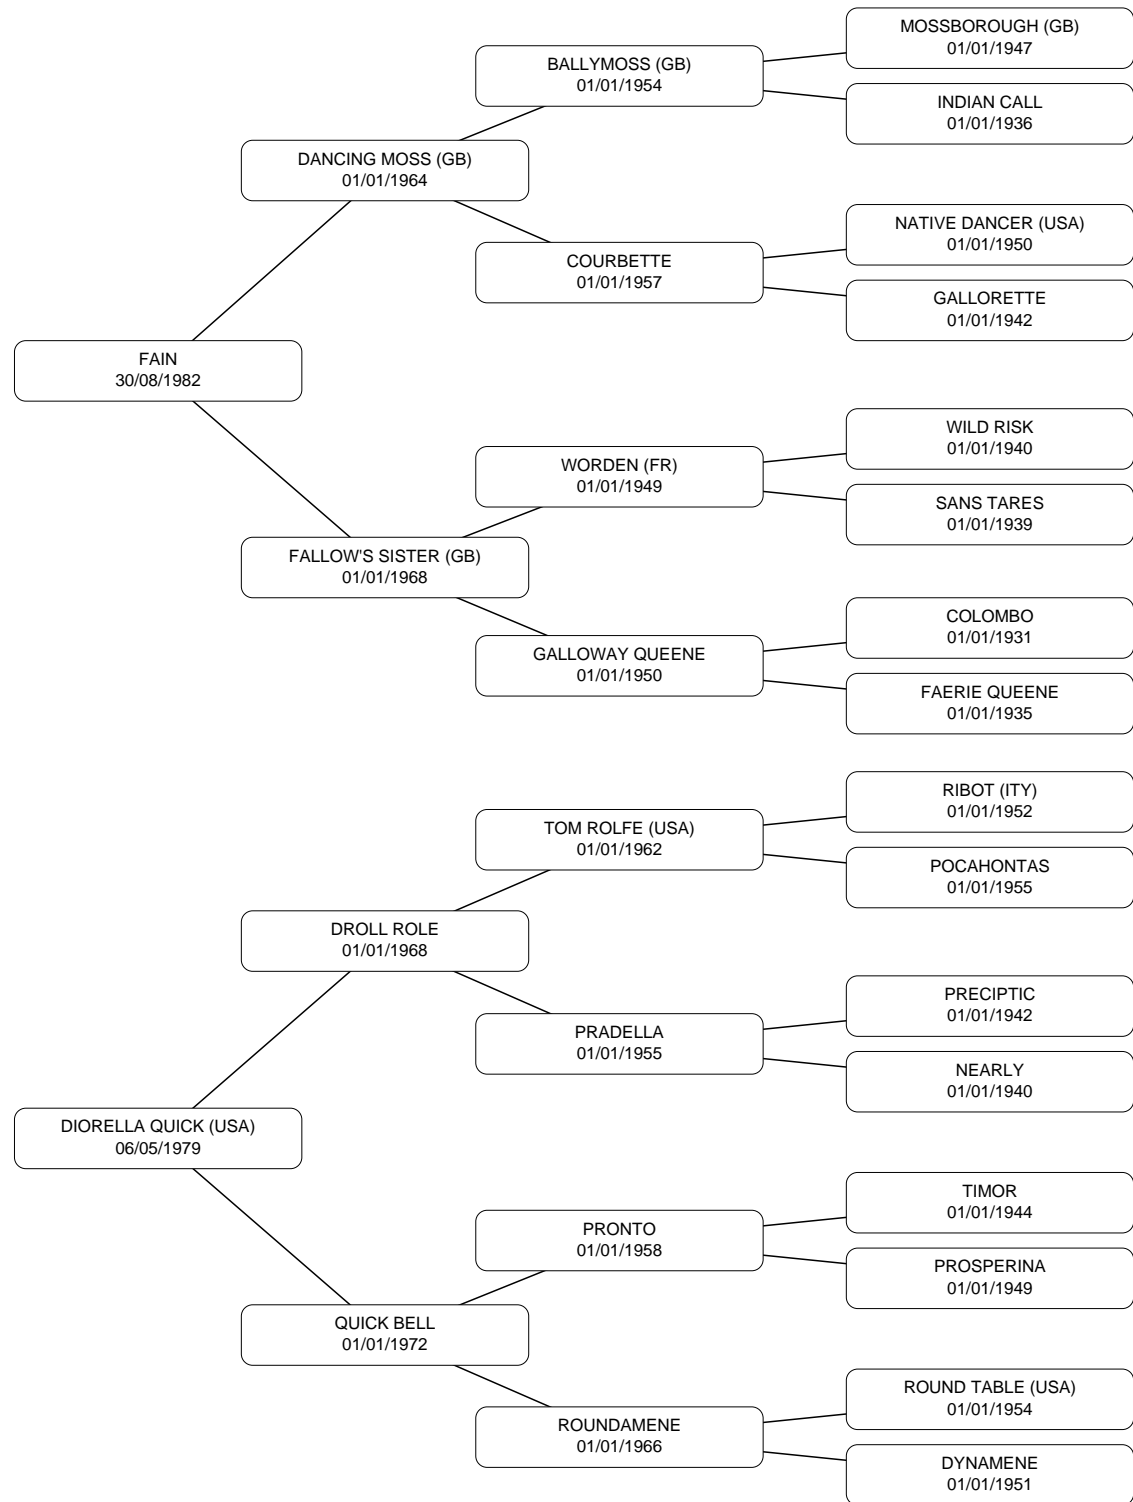 MOSSBOROUGH (GB)
01/01/1947
BALLYMOSS (GB)
01/01/1954
INDIAN CALL
01/01/1936
DANCING MOSS (GB)
01/01/1964
NATIVE DANCER (USA)
01/01/1950
COURBETTE
01/01/1957
GALLORETTE
01/01/1942
FAIN
30/08/1982
WILD RISK
01/01/1940
WORDEN (FR)
01/01/1949
SANS TARES
01/01/1939
FALLOW'S SISTER (GB)
01/01/1968
COLOMBO
01/01/1931
GALLOWAY QUEENE
01/01/1950
FAERIE QUEENE
01/01/1935
RIBOT (ITY)
01/01/1952
TOM ROLFE (USA)
01/01/1962
POCAHONTAS
01/01/1955
DROLL ROLE
01/01/1968
PRECIPTIC
01/01/1942
PRADELLA
01/01/1955
NEARLY
01/01/1940
DIORELLA QUICK (USA)
06/05/1979
TIMOR
01/01/1944
PRONTO
01/01/1958
PROSPERINA
01/01/1949
QUICK BELL
01/01/1972
ROUND TABLE (USA)
01/01/1954
ROUNDAMENE
01/01/1966
DYNAMENE
01/01/1951